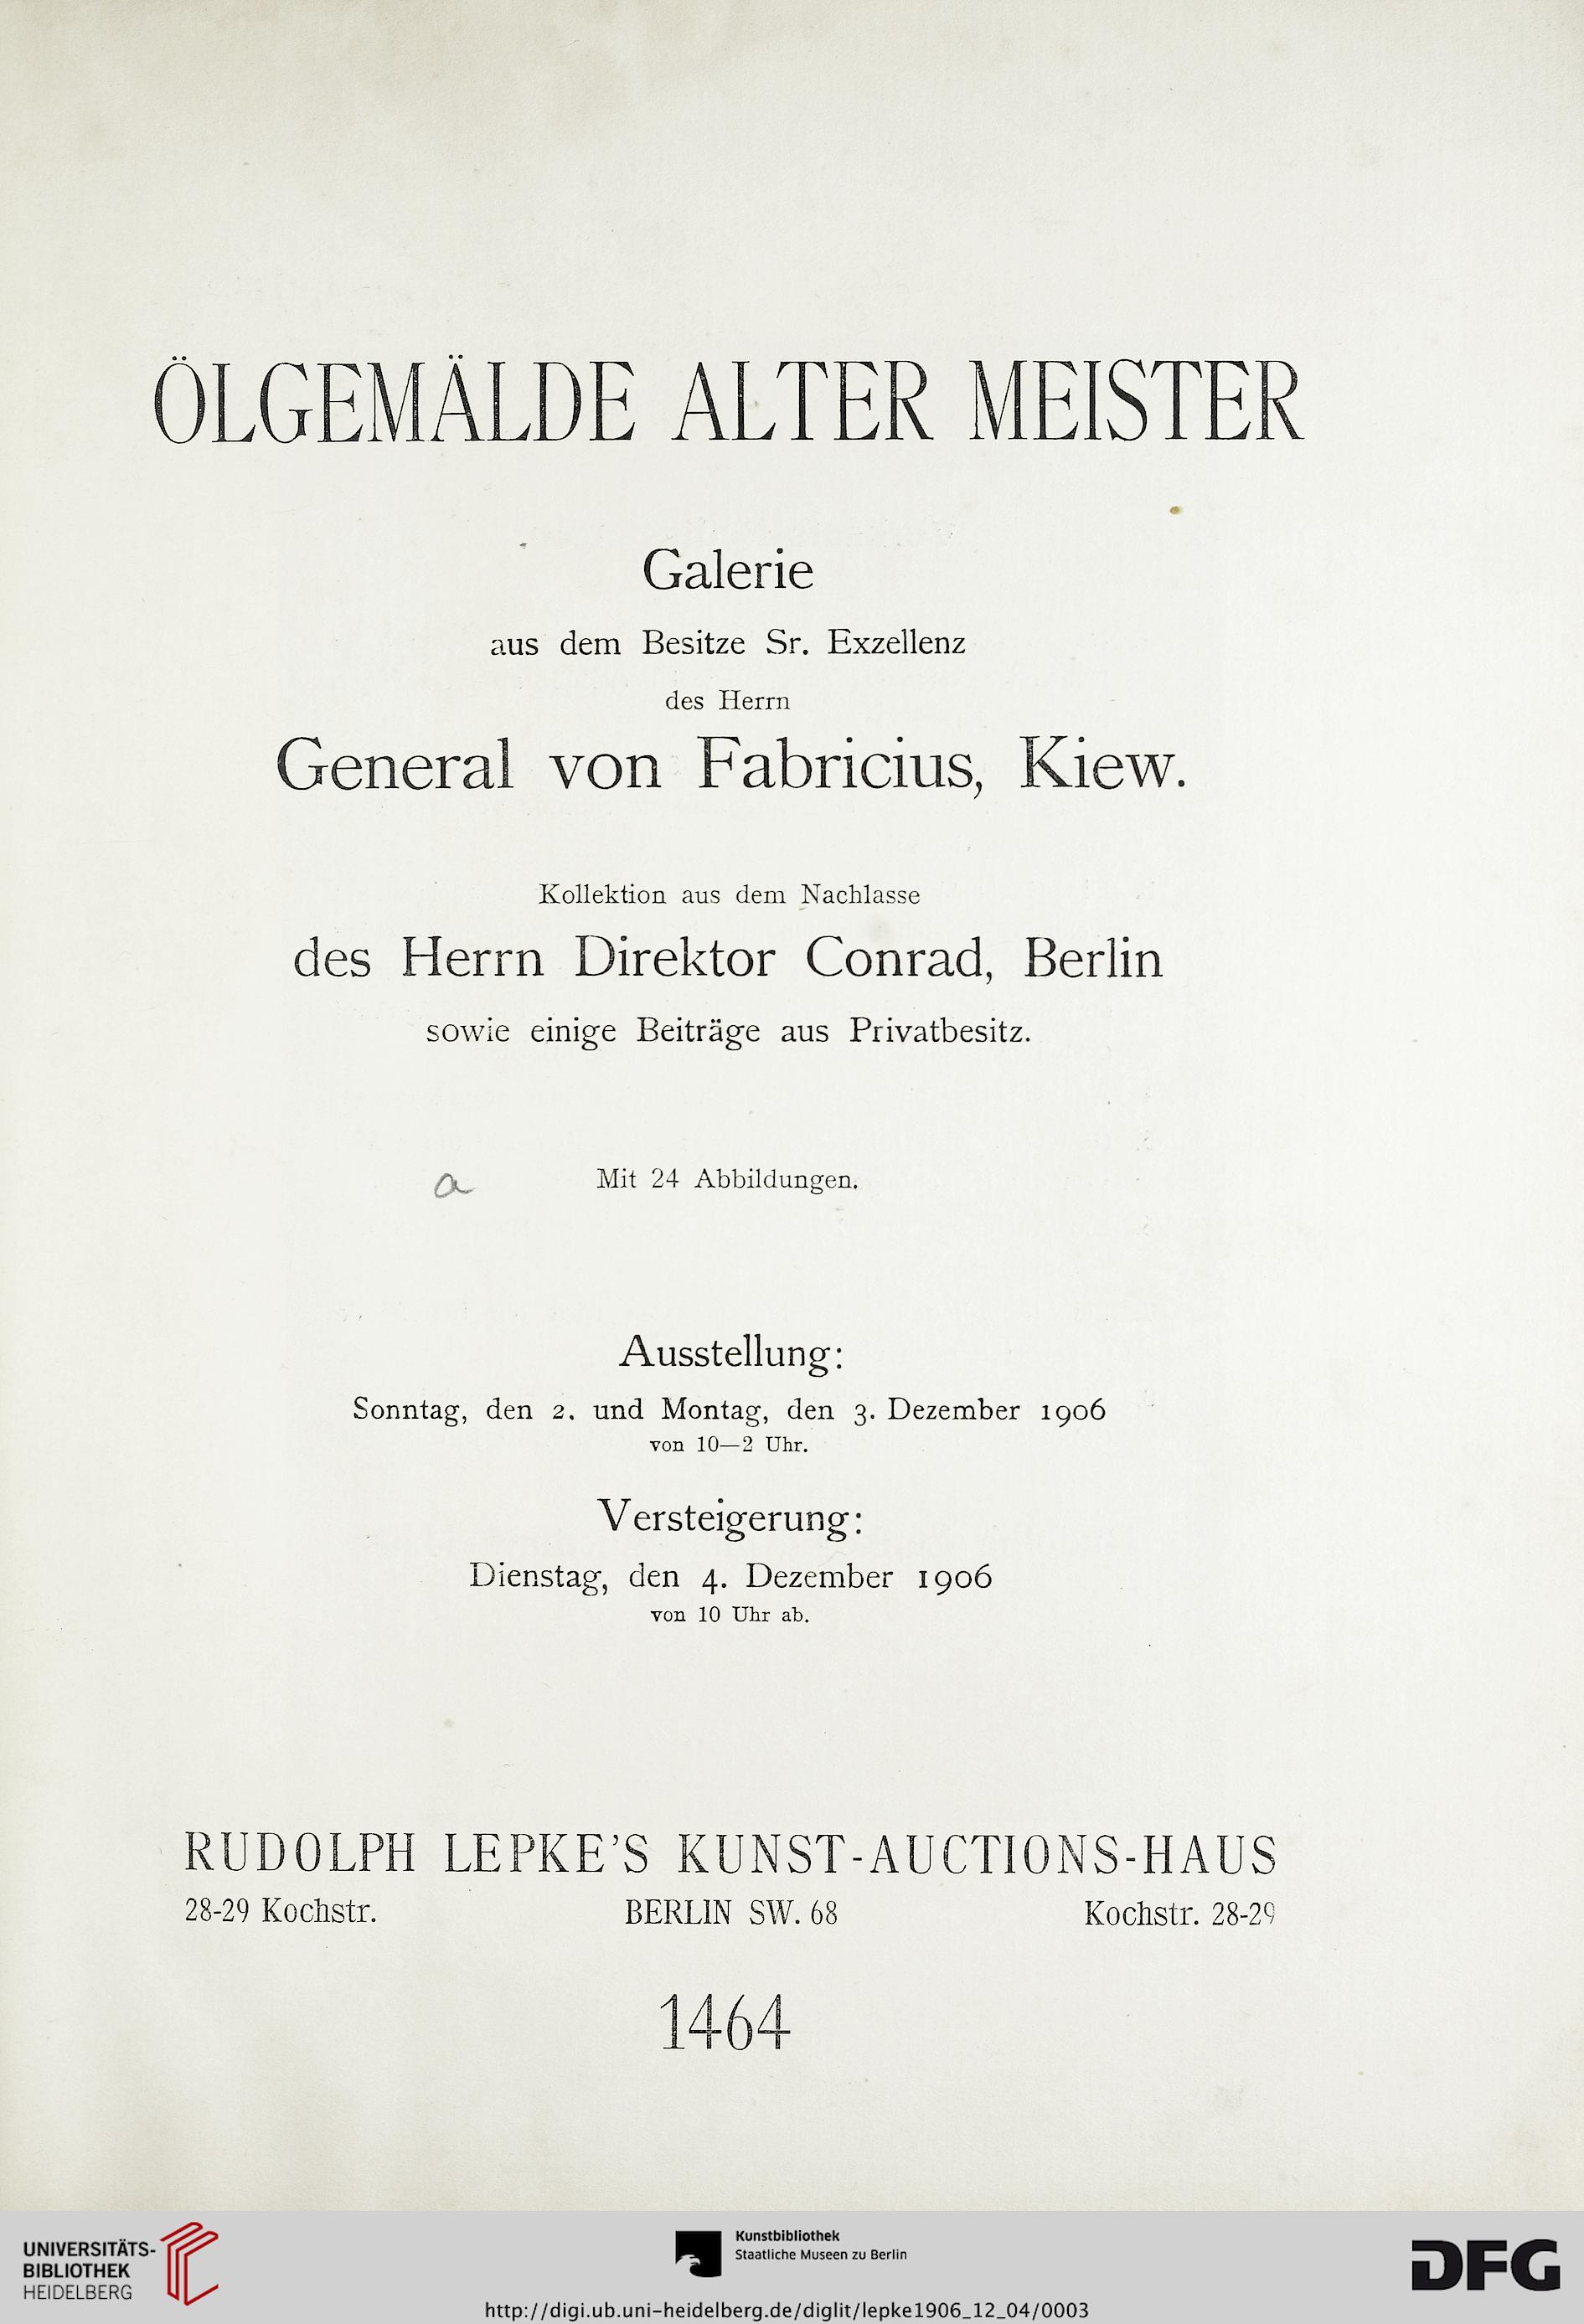 ÖLGEMÄLDE ALTER MEISTER
Galerie
aus dem Besitze Sr. Exzellenz
des Herrn
General von Fabricius, Kiew.
Kollektion aus dem Nachlasse
des Herrn Direktor Conrad, Berlin
sowie einige Beiträge aus Privatbesitz.
a Mit 24 Abbildungen.
Ausstellung:
Sonntag, den 2. und Montag, den 3. Dezember 1906
von 10—2 Uhr.
Versteigerung:
Dienstag, den 4. Dezember 1906
von 10 Uhr ab.
RUDOLPH LEPKE'S KUNST-AUCTIONS-HAUS
28-29 Kochstr. BERLIN SW. 68 Kochstr. 28-29
1464
UNIVERSITÄTS-
BIBLIOTHEK
HEIDELBERG
Kunstbibliothek
Staatliche Museen zu Berlin
DFG
http://digi.ub.uni-heidelberg.de/diglit/lepke1906_12_04/0003